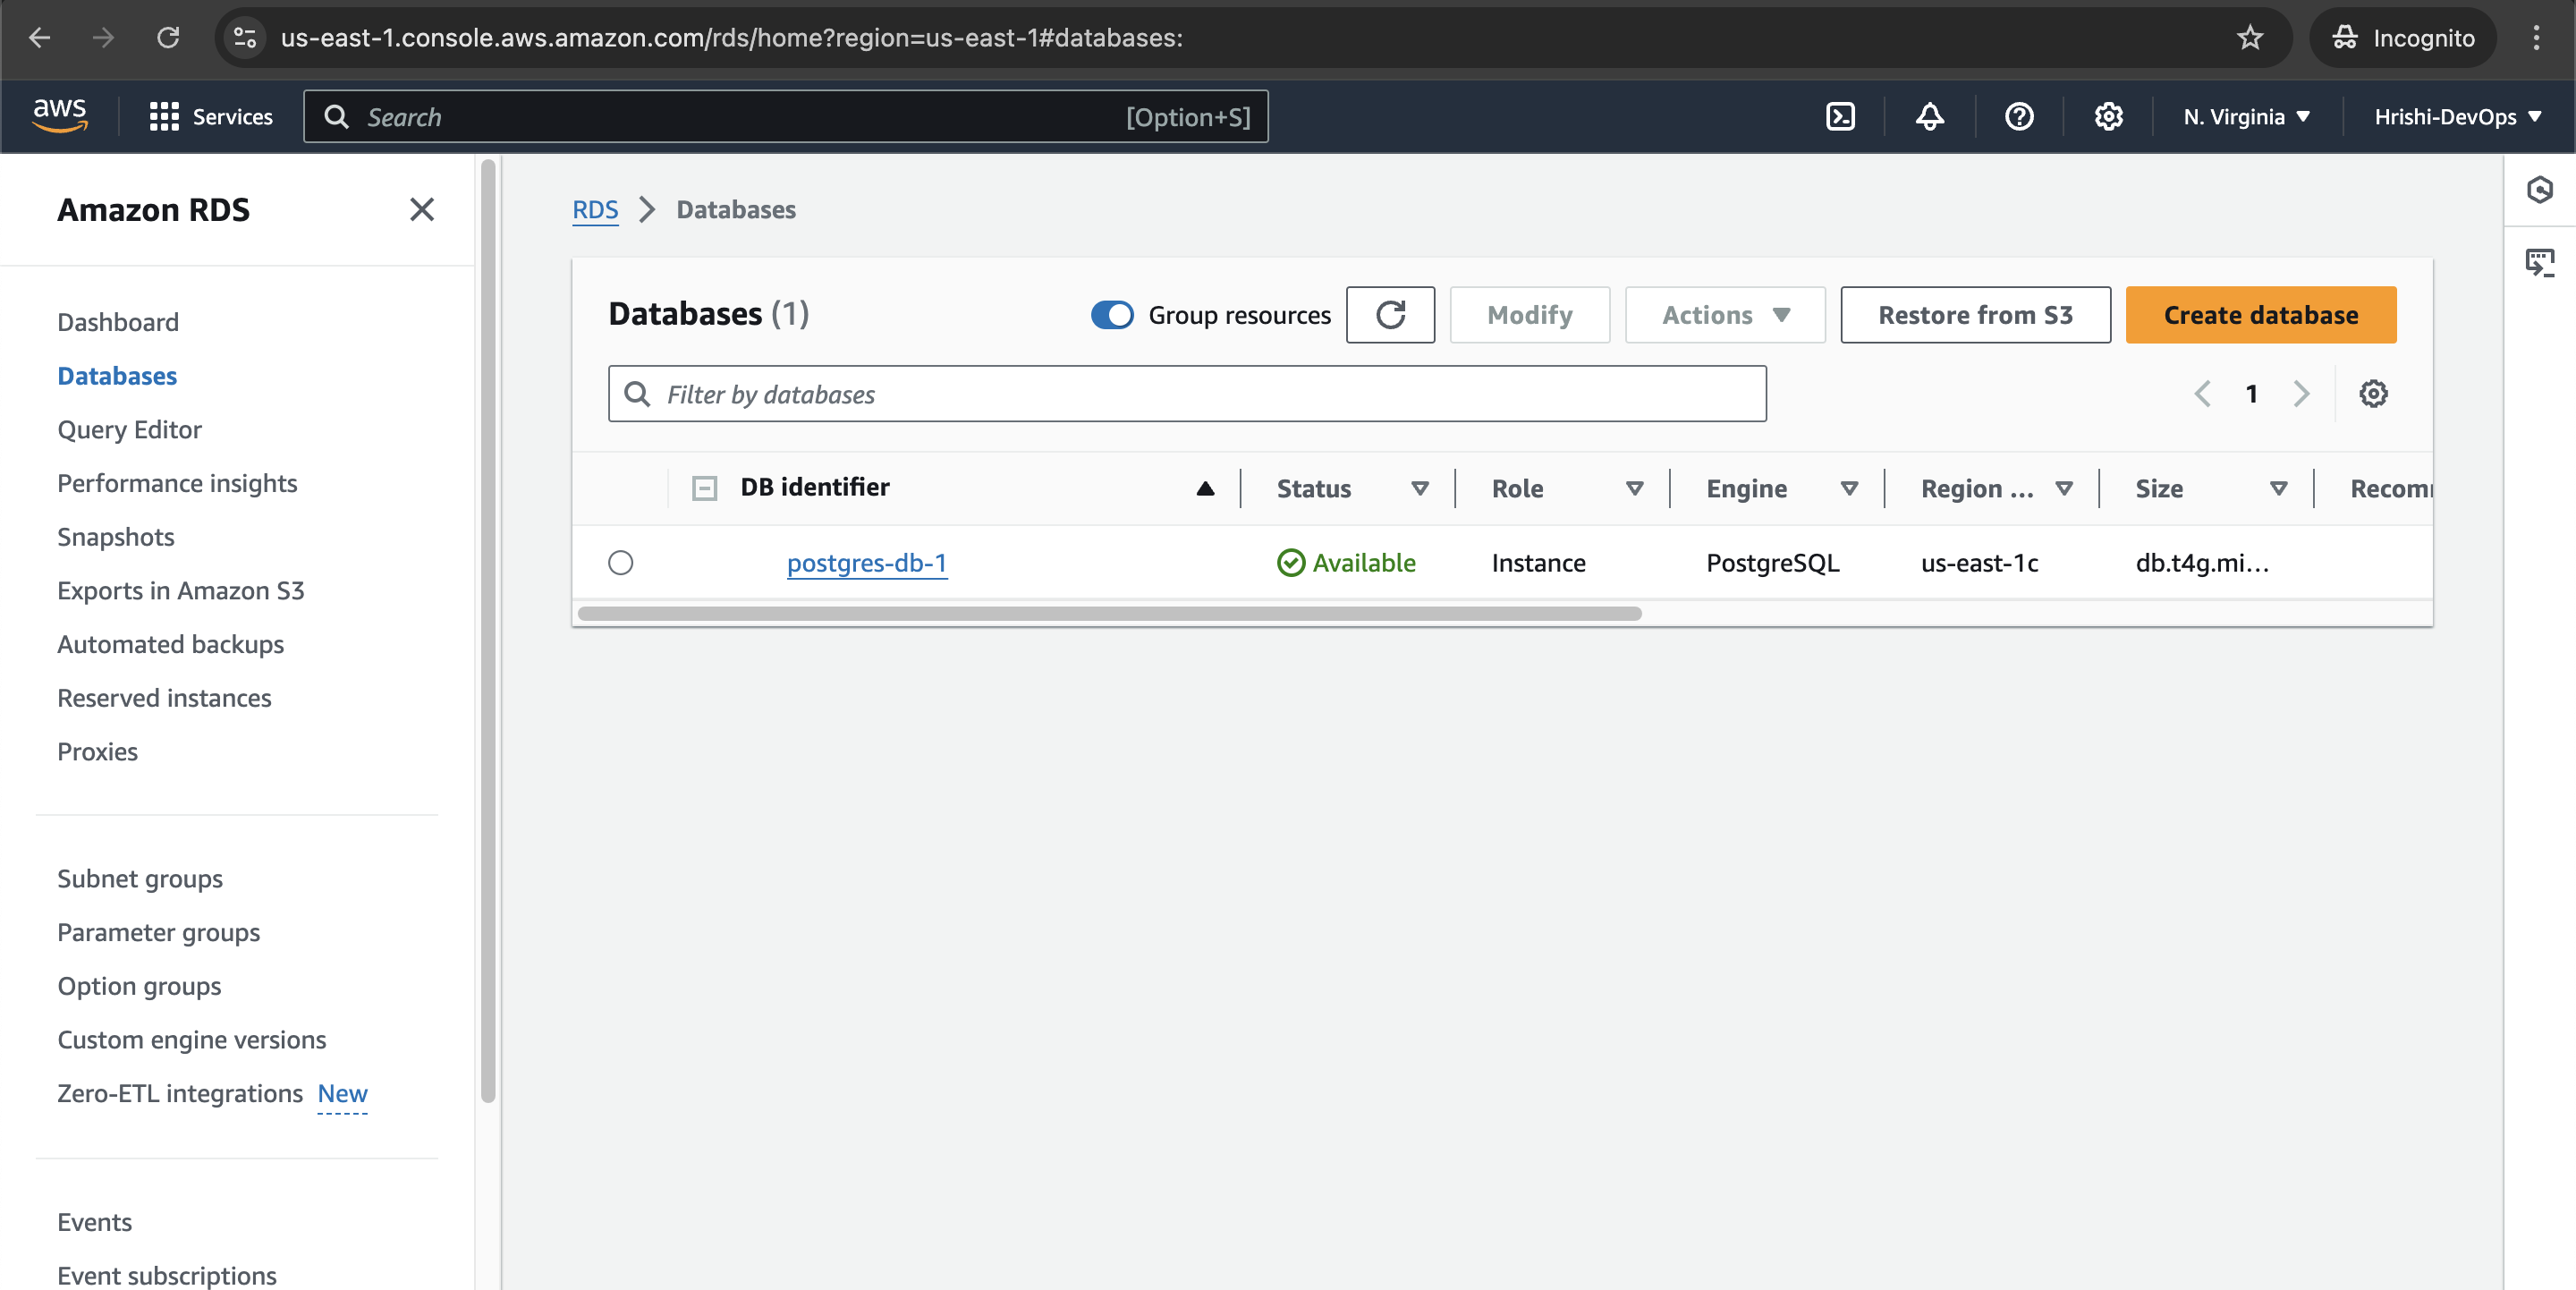 us-east-1.console.aws.amazon.com/rds/home?region=us-east-1#databases:
Incognito
aws
Services
Search
[Option+S]
N. Virginia
Hrishi-DevOps
Amazon RDS
Dashboard
Databases
Query Editor
Performance insights
Snapshots
Exports in Amazon S3
Automated backups
Reserved instances
Proxies
Subnet groups
Parameter groups
Option groups
Custom engine versions
Zero-ETL integrations New
Events
Event subscriptions
RDS > Databases
Databases (1)
Group resources
Modify
Actions
Restore from S3
Create database
Filter by databases
1
DB identifier Status Role Engine Region ... Size Recom
postgres-db-1 Available Instance PostgreSQL us-east-1c db.t4g.mi...